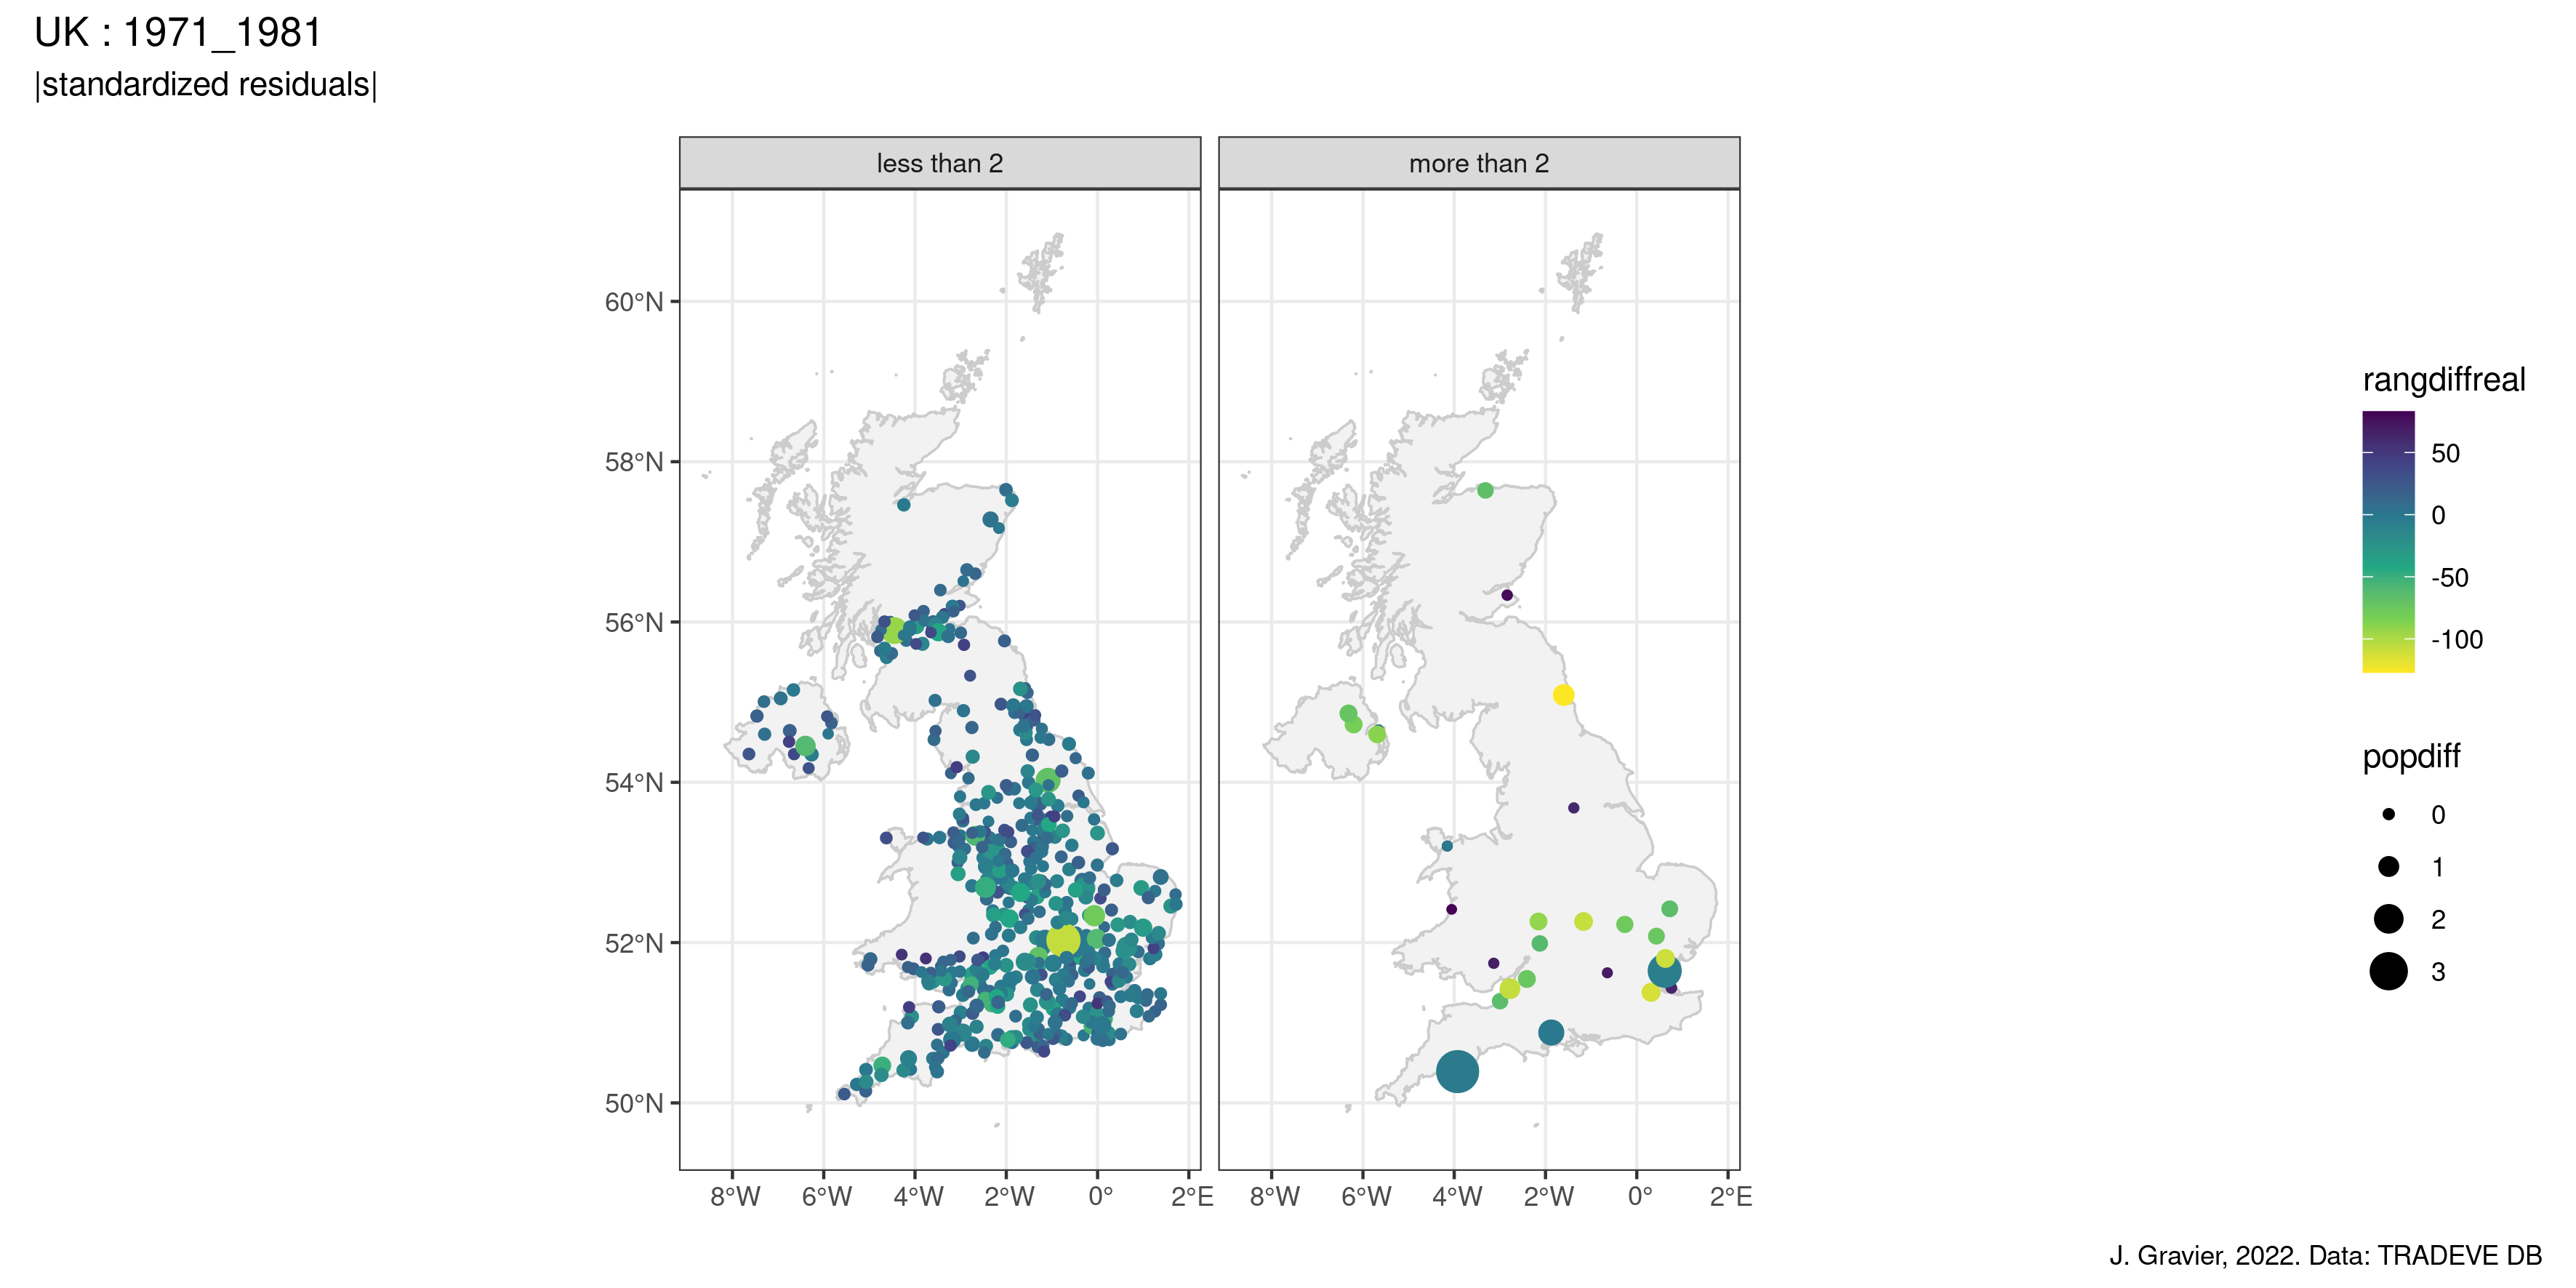 UK : 1971_1981
|standardized residuals|
less than 2
more than 2
60°N
58°N
56°N
54°N
52°N
50°N
8°W 6°W 4°W 2°W 0° 2°E
8°W 6°W 4°W 2°W 0° 2°E
rangdiffreal
50
0
-50
-100
popdiff
0
1
2
3
J. Gravier, 2022. Data: TRADEVE DB